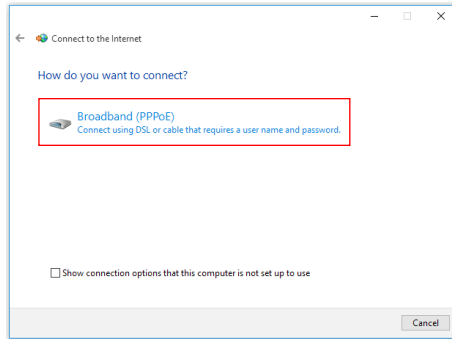 Connect to the Internet
How do you want to connect?
Broadband (PPPoE)
Connect using DSL or cable that requires a user name and password.
Show connection options that this computer is not set up to use
Cancel